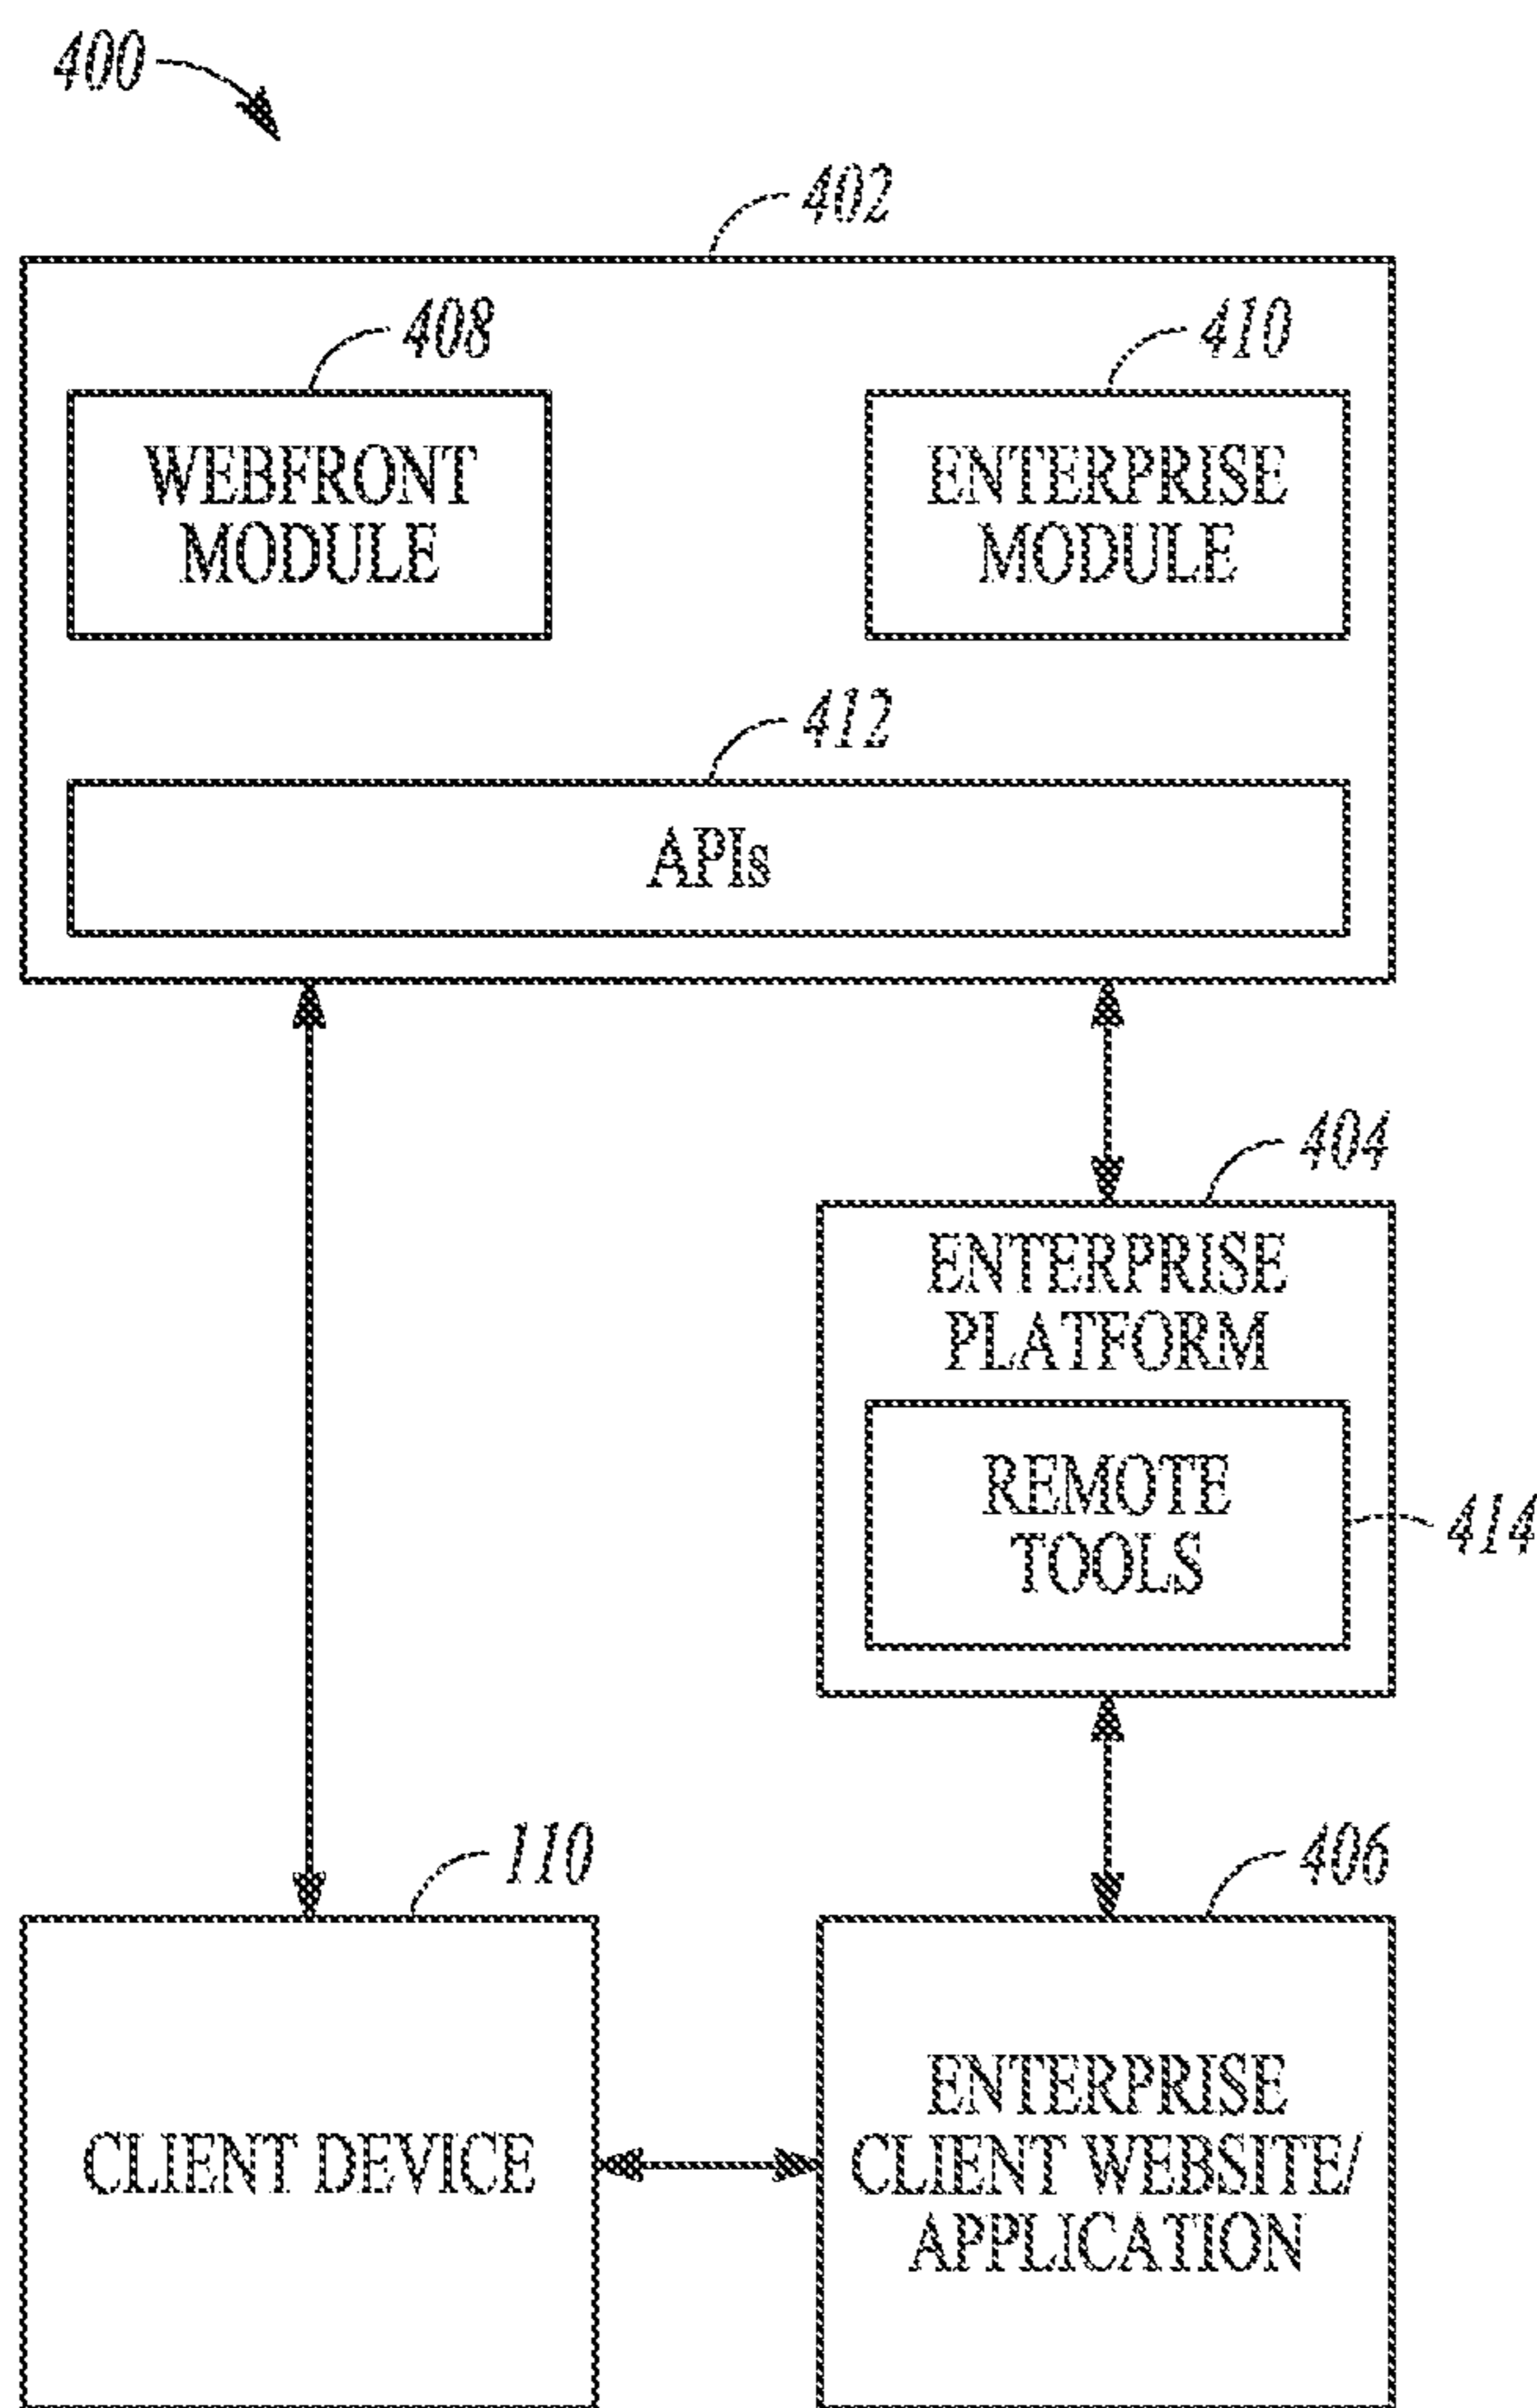 400
402
408
410
WEBFRONT
MODULE
ENTERPRISE
MODULE
412
APIs
404
ENTERPRISE
PLATFORM
REMOTE
TOOLS
414
110
406
CLIENT DEVICE
ENTERPRISE
CLIENT WEBSITE/
APPLICATION